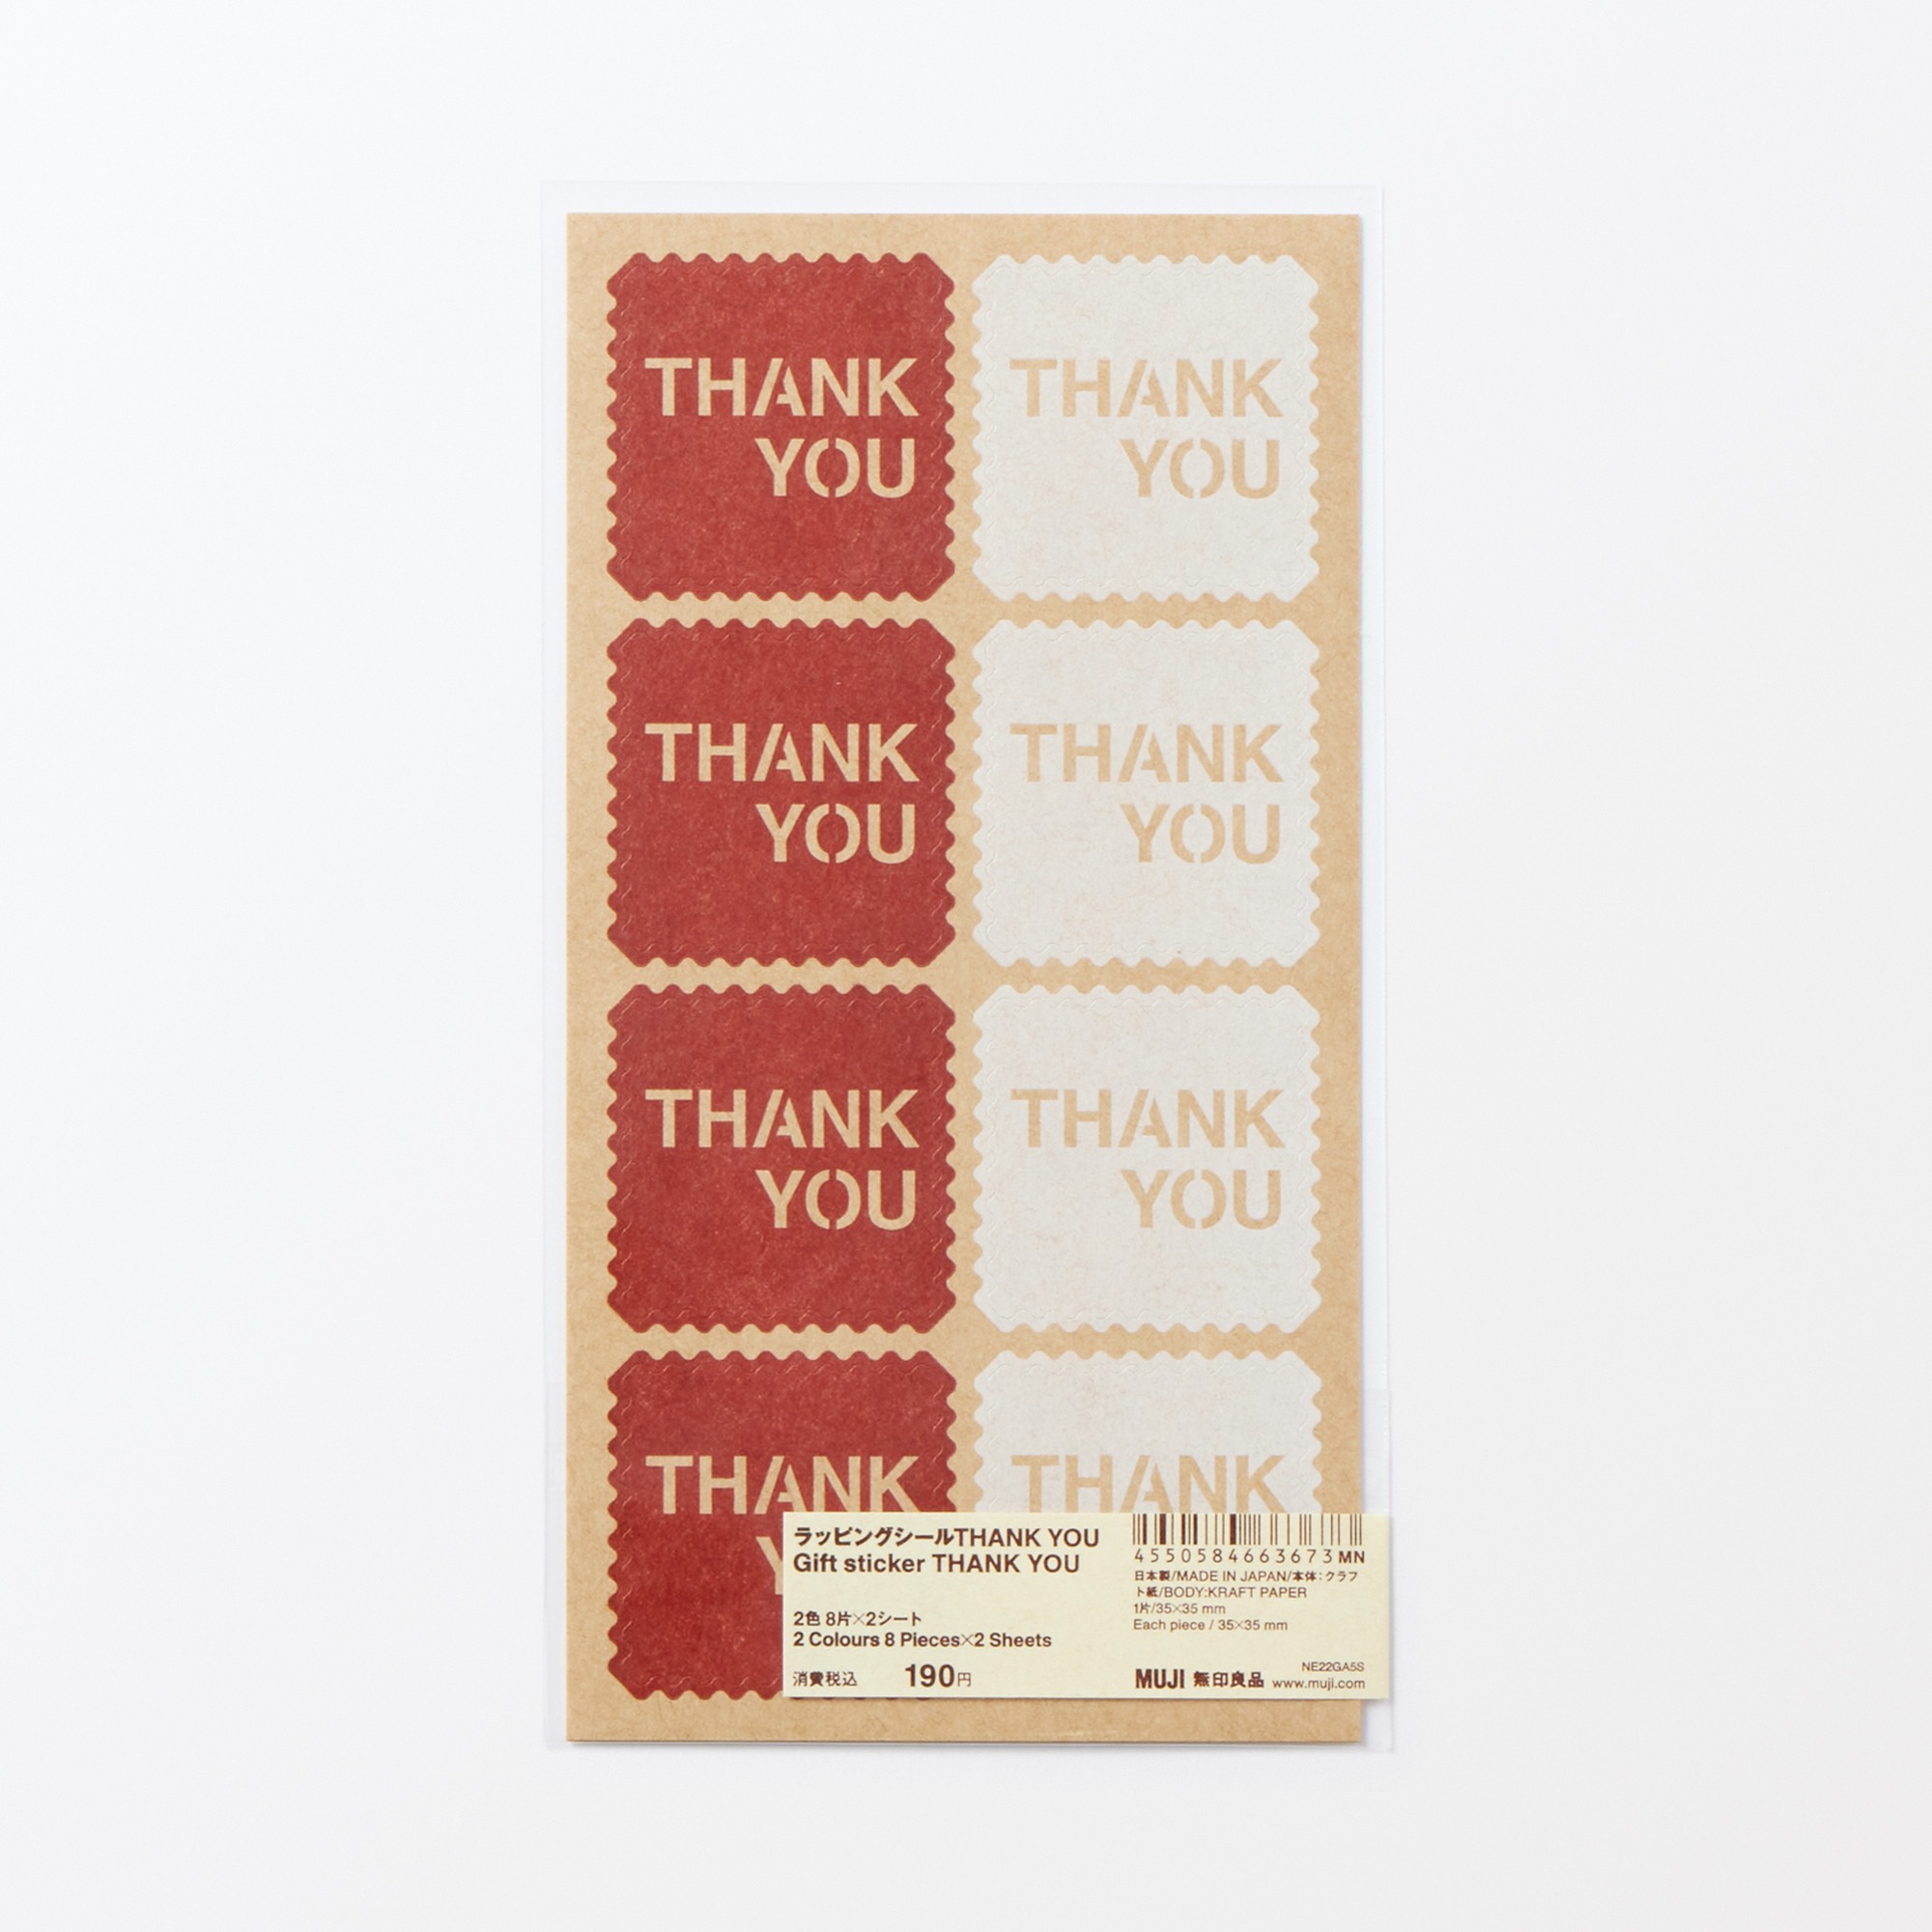 THANK
YOU
THANK
YOU
THANK
YOU
THANK
YOU
THANK
YOU
THANK
YOU
THANK
Y
THANK
ラッピングシールTHANK YOU
Gift sticker THANK YOU
2色 8片×2シート
2 Colours 8 Pieces×2 Sheets
消費税込 190円
4550584663673 MN
日本製/MADE IN JAPAN/本体:クラフ
ト紙/BODY:KRAFT PAPER
1片/35×35 mm
Each piece / 35×35 mm
NE22GA5S
MUJI 無印良品 www.muji.com